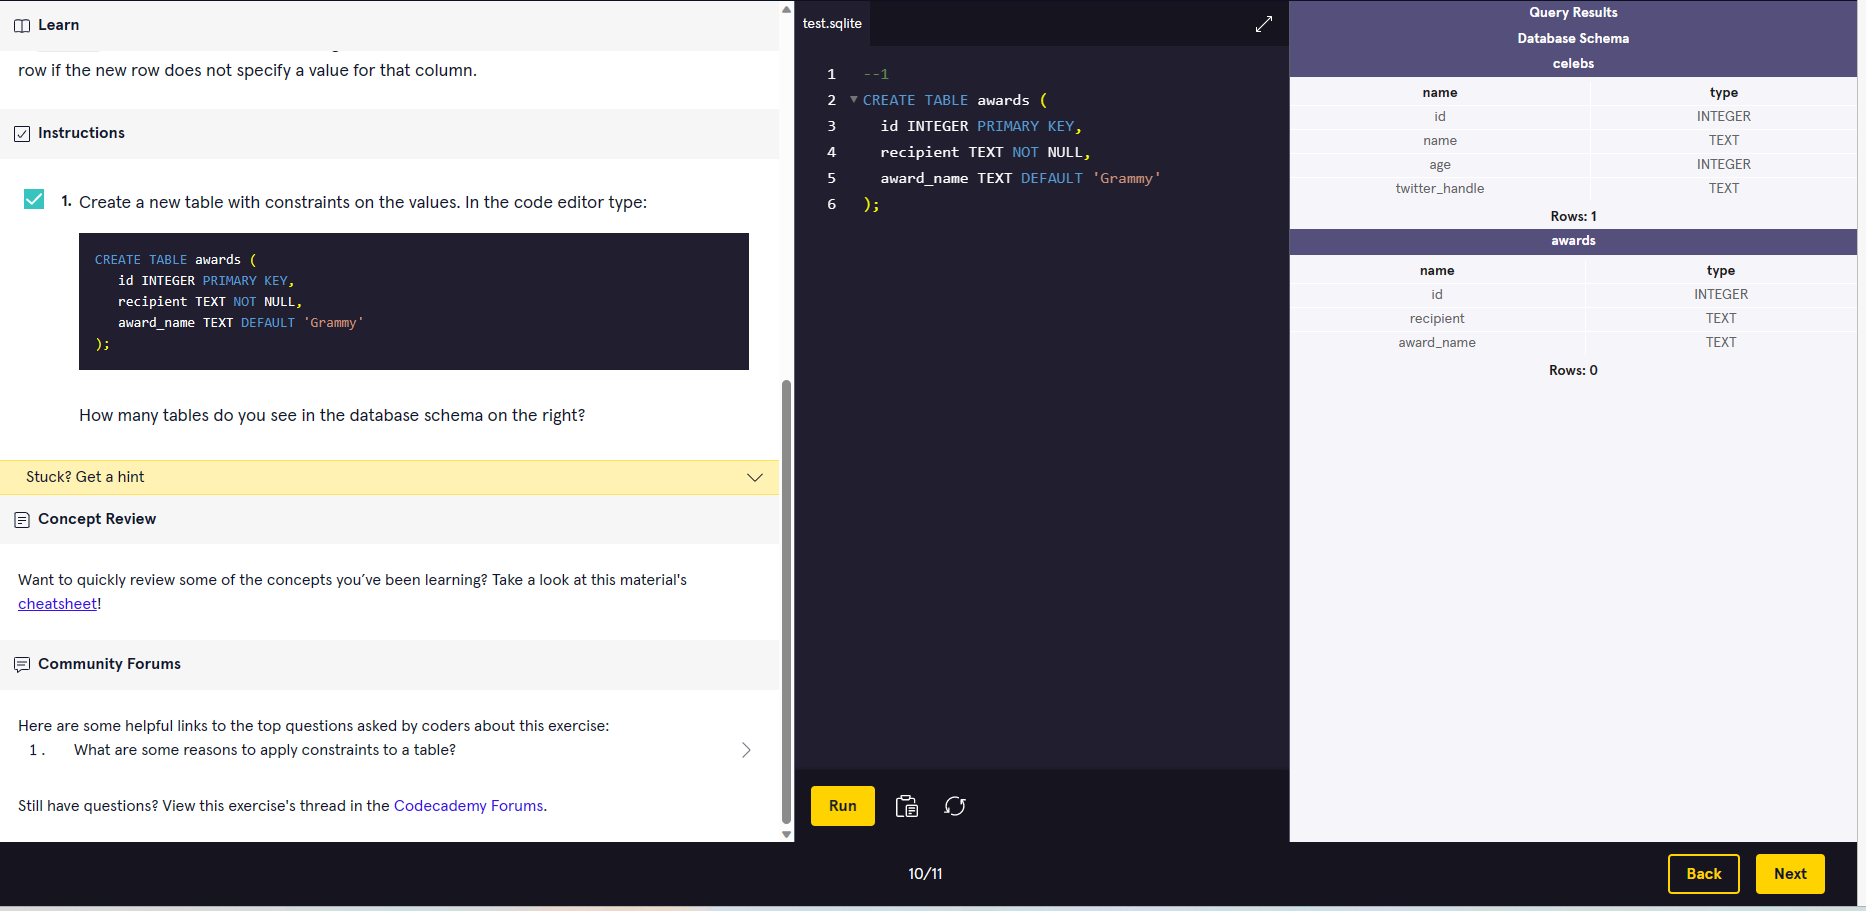 Learn
row if the new row does not specify a value for that column.
Instructions
1. Create a new table with constraints on the values. In the code editor type:
CREATE TABLE awards (
id INTEGER PRIMARY KEY,
recipient TEXT NOT NULL,
award_name TEXT DEFAULT 'Grammy'
);
How many tables do you see in the database schema on the right?
Stuck? Get a hint
Concept Review
Want to quickly review some of the concepts you've been learning? Take a look at this material's
cheatsheet!
Community Forums
Here are some helpful links to the top questions asked by coders about this exercise:
1. What are some reasons to apply constraints to a table?
Still have questions? View this exercise's thread in the Codecademy Forums.
test.sqlite
1 --1
2 CREATE TABLE awards (
3 id INTEGER PRIMARY KEY,
4 recipient TEXT NOT NULL,
5 award_name TEXT DEFAULT 'Grammy'
6 );
Run
Query Results
Database Schema
celebs
name type
id INTEGER
name TEXT
age INTEGER
twitter_handle TEXT
Rows: 1
awards
name type
id INTEGER
recipient TEXT
award_name TEXT
Rows: 0
10/11
Back
Next